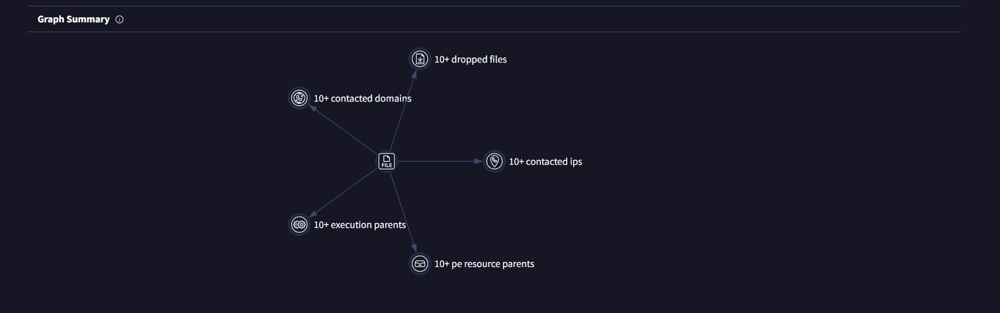 Graph Summary
10+ dropped files
10+ contacted domains
FILE
10+ contacted ips
10+ execution parents
10+ pe resource parents